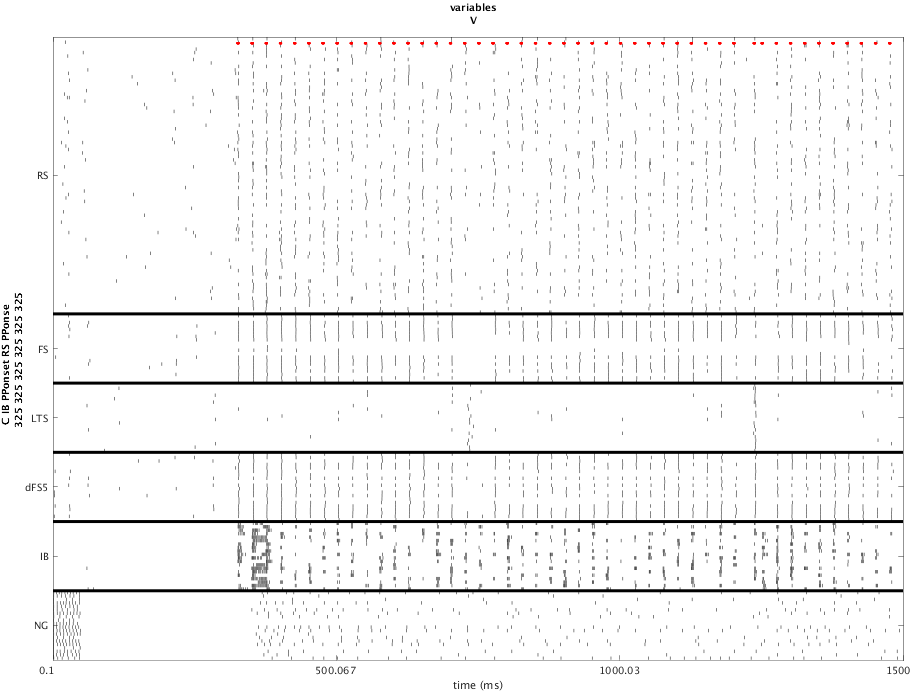 variables
V
C IB PPonset RS PPonse
325 325 325 325 325 325
RS
FS
LTS
dFS5
IB
NG
0.1
500.067
1000.03
1500
time (ms)